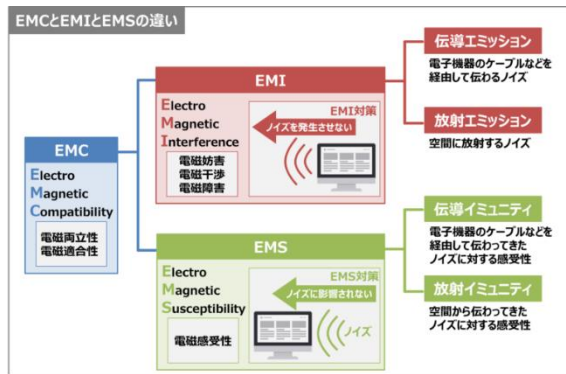 EMCとEMIとEMSの違い
EMC
Electro
Magnetic
Compatibility
電磁両立性
電磁適合性
EMI
Electro
Magnetic
Interference
電磁妨害
電磁干渉
電磁障害
EMI対策
ノイズを発生させない
伝導エミッション
電子機器のケーブルなどを
経由して伝わるノイズ
放射エミッション
空間に放射するノイズ
EMS
Electro
Magnetic
Susceptibility
電磁感受性
EMS対策
ノイズに影響されない
ノイズ
伝導イミュニティ
電子機器のケーブルなどを
経由して伝わってきた
ノイズに対する感受性
放射イミュニティ
空間から伝わってきた
ノイズに対する感受性